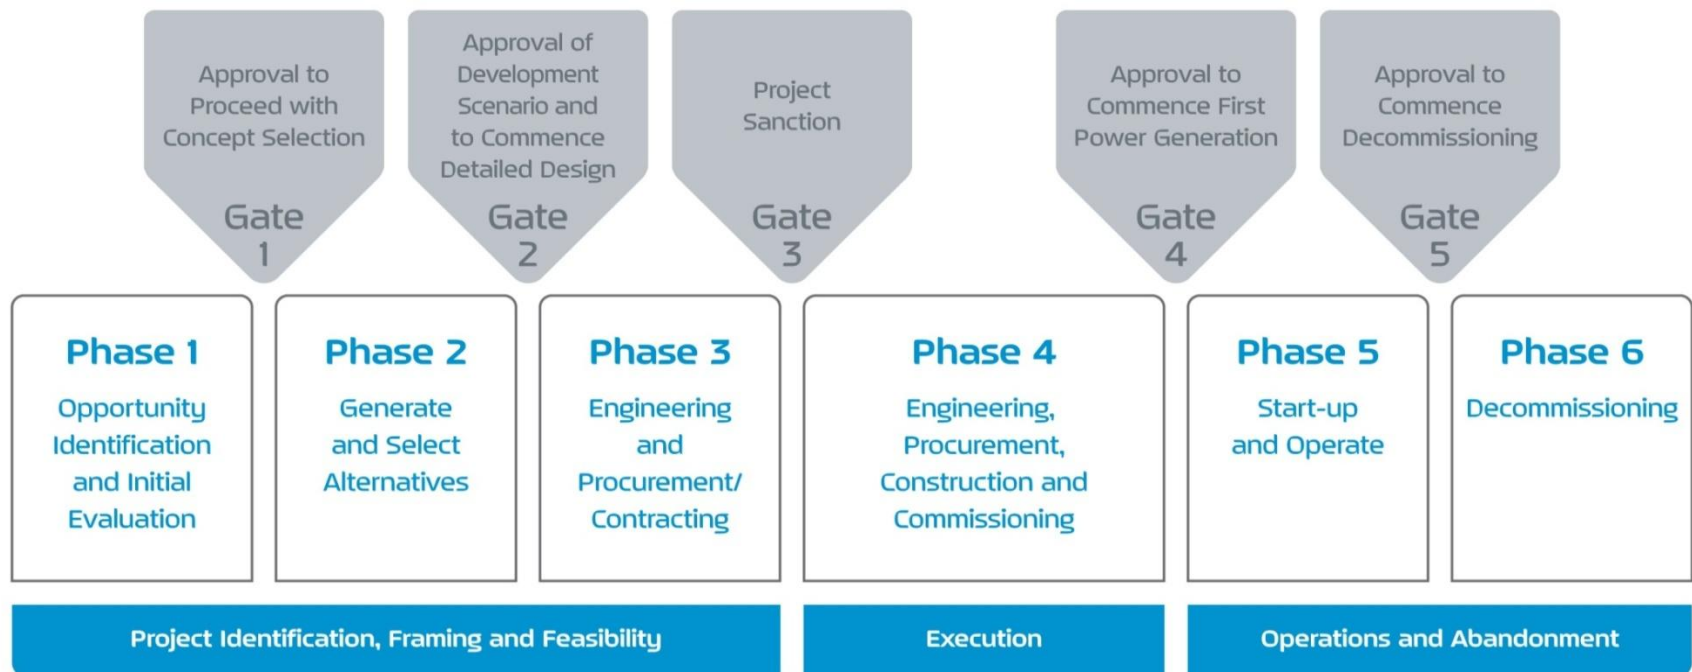 Approval to
Proceed with
Concept Selection
Gate
1
Approval of
Development
Scenario and
to Commence
Detailed Design
Gate
2
Project
Sanction
Gate
3
Approval to
Commence First
Power Generation
Gate
4
Approval to
Commence
Decommissioning
Gate
5
Phase 1
Opportunity
Identification
and Initial
Evaluation
Phase 2
Generate
and Select
Alternatives
Phase 3
Engineering
and
Procurement/
Contracting
Phase 4
Engineering,
Procurement,
Construction and
Commissioning
Phase 5
Start-up
and Operate
Phase 6
Decommissioning
Project Identification, Framing and Feasibility
Execution
Operations and Abandonment